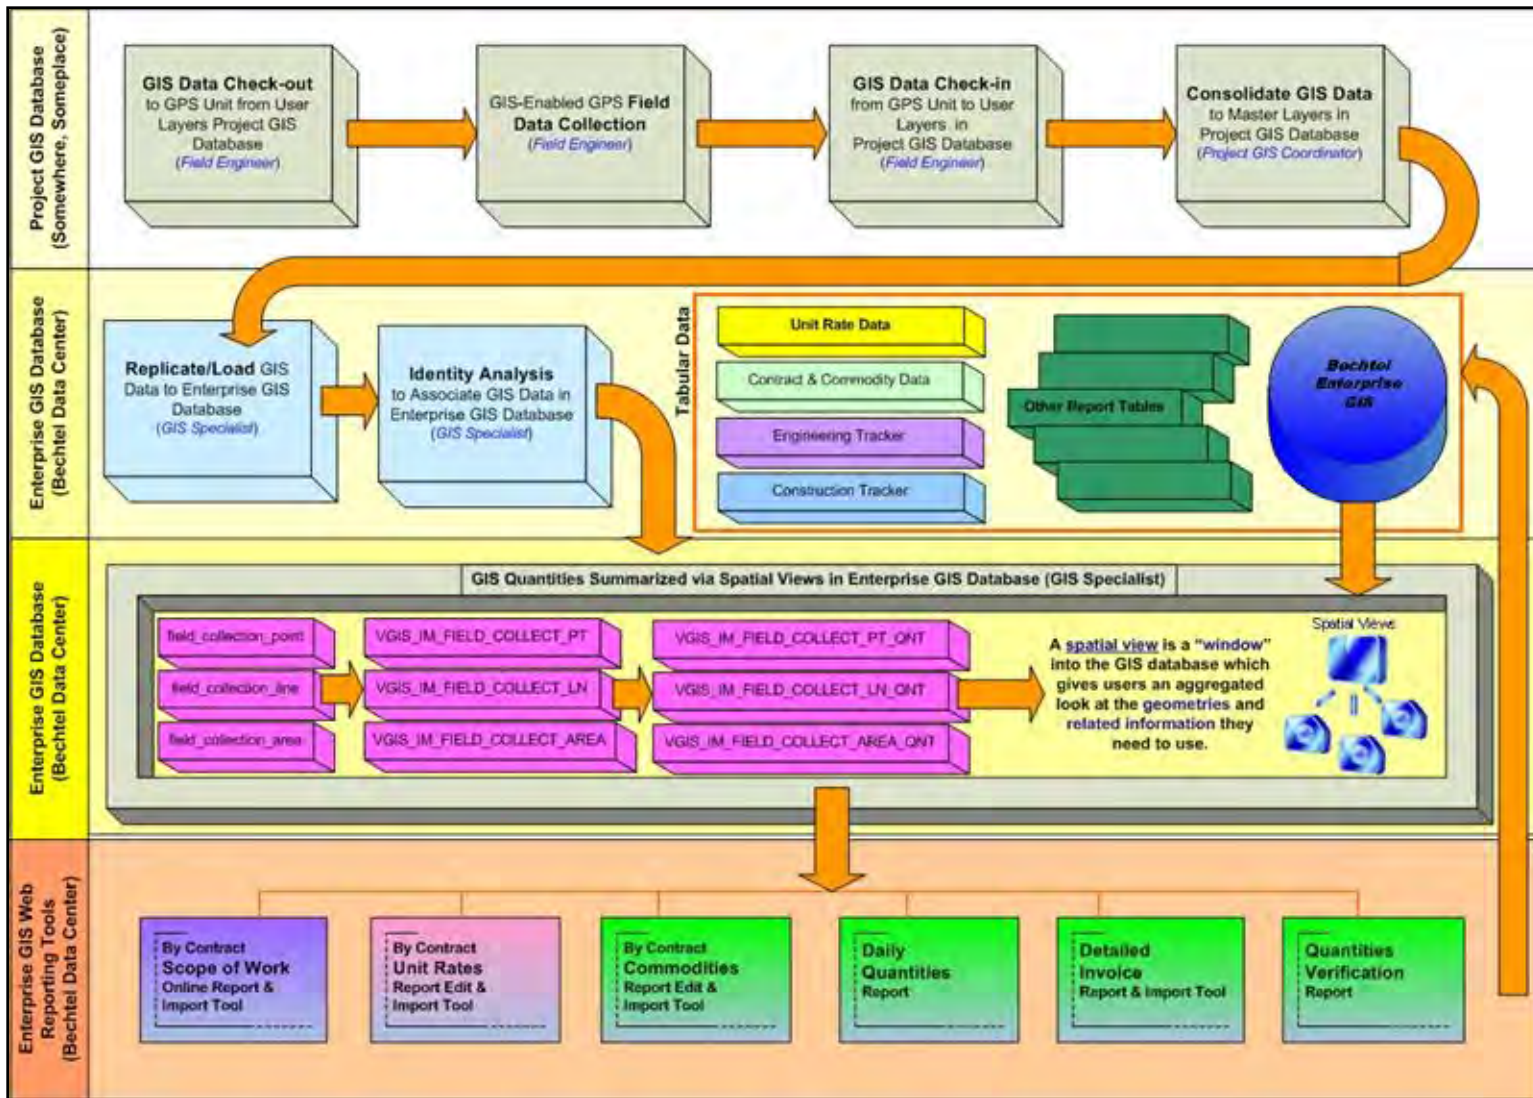 Project GIS Database
(Somewhere, Someplace)
GIS Data Check-out
to GPS Unit from User
Layers Project GIS
Database
(Field Engineer)
GIS-Enabled GPS Field
Data Collection
(Field Engineer)
GIS Data Check-in
from GPS Unit to User
Layers in
Project GIS Database
(Field Engineer)
Consolidate GIS Data
to Master Layers in
Project GIS Database
(Project GIS Coordinator)
Enterprise GIS Database
(Bechtel Data Center)
Replicate/Load GIS
Data to Enterprise GIS
Database
(GIS Specialist)
Identity Analysis
to Associate GIS Data in
Enterprise GIS Database
(GIS Specialist)
Tabular Data
Unit Rate Data
Contract & Commodity Data
Engineering Tracker
Construction Tracker
Other Report Tables
Bechtel
Enterprise
GIS
Enterprise GIS Database
(Bechtel Data Center)
GIS Quantities Summarized via Spatial Views in Enterprise GIS Database (GIS Specialist)
field_collection_point
field_collection_line
field_collection_area
VGIS_IM_FIELD_COLLECT_PT
VGIS_IM_FIELD_COLLECT_LN
VGIS_IM_FIELD_COLLECT_AREA
VGIS_IM_FIELD_COLLECT_PT_QNT
VGIS_IM_FIELD_COLLECT_LN_QNT
VGIS_IM_FIELD_COLLECT_AREA_QNT
A spatial view is a “window”
into the GIS database which
gives users an aggregated
look at the geometries and
related information they
need to use.
Spatial Views
Enterprise GIS Web
Reporting Tools
(Bechtel Data Center)
By Contract
Scope of Work
Online Report &
Import Tool
By Contract
Unit Rates
Report Edit &
Import Tool
By Contract
Commodities
Report Edit &
Import Tool
Daily
Quantities
Report
Detailed
Invoice
Report & Import Tool
Quantities
Verification
Report